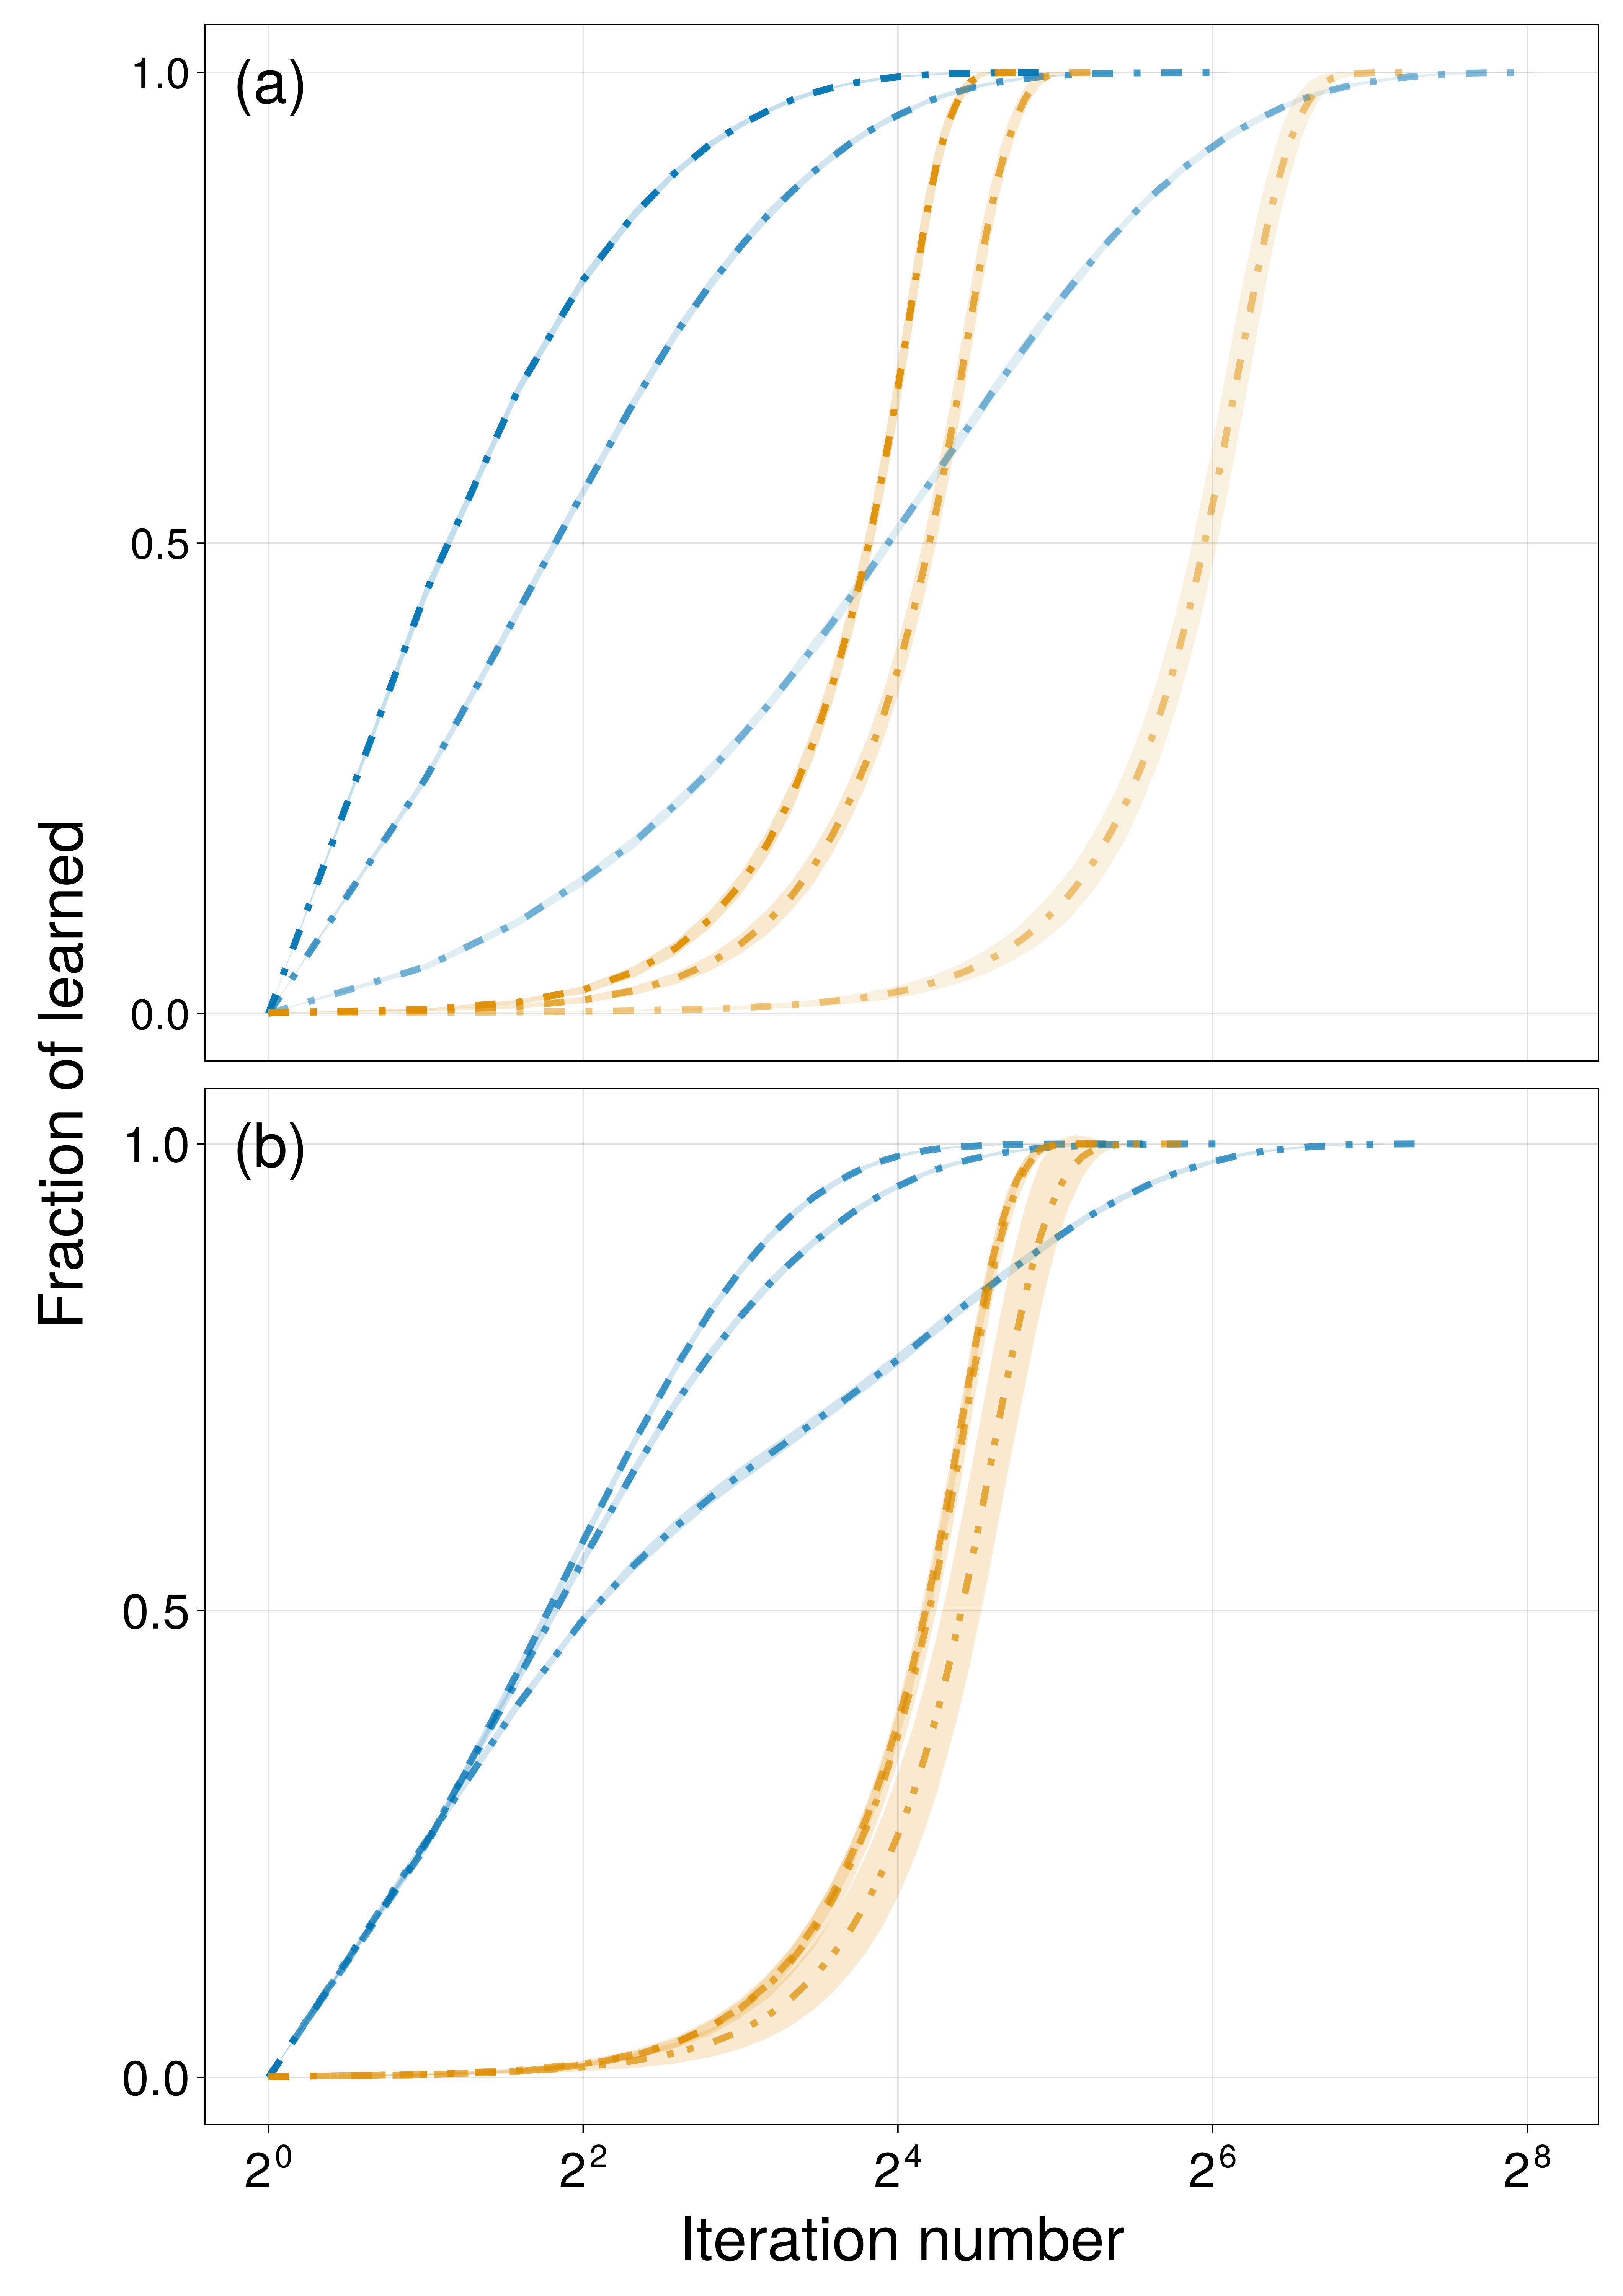 (a)
1.0
0.5
0.0
Fraction of learned
(b)
1.0
0.5
0.0
2⁰ 2² 2⁴ 2⁶ 2⁸
Iteration number